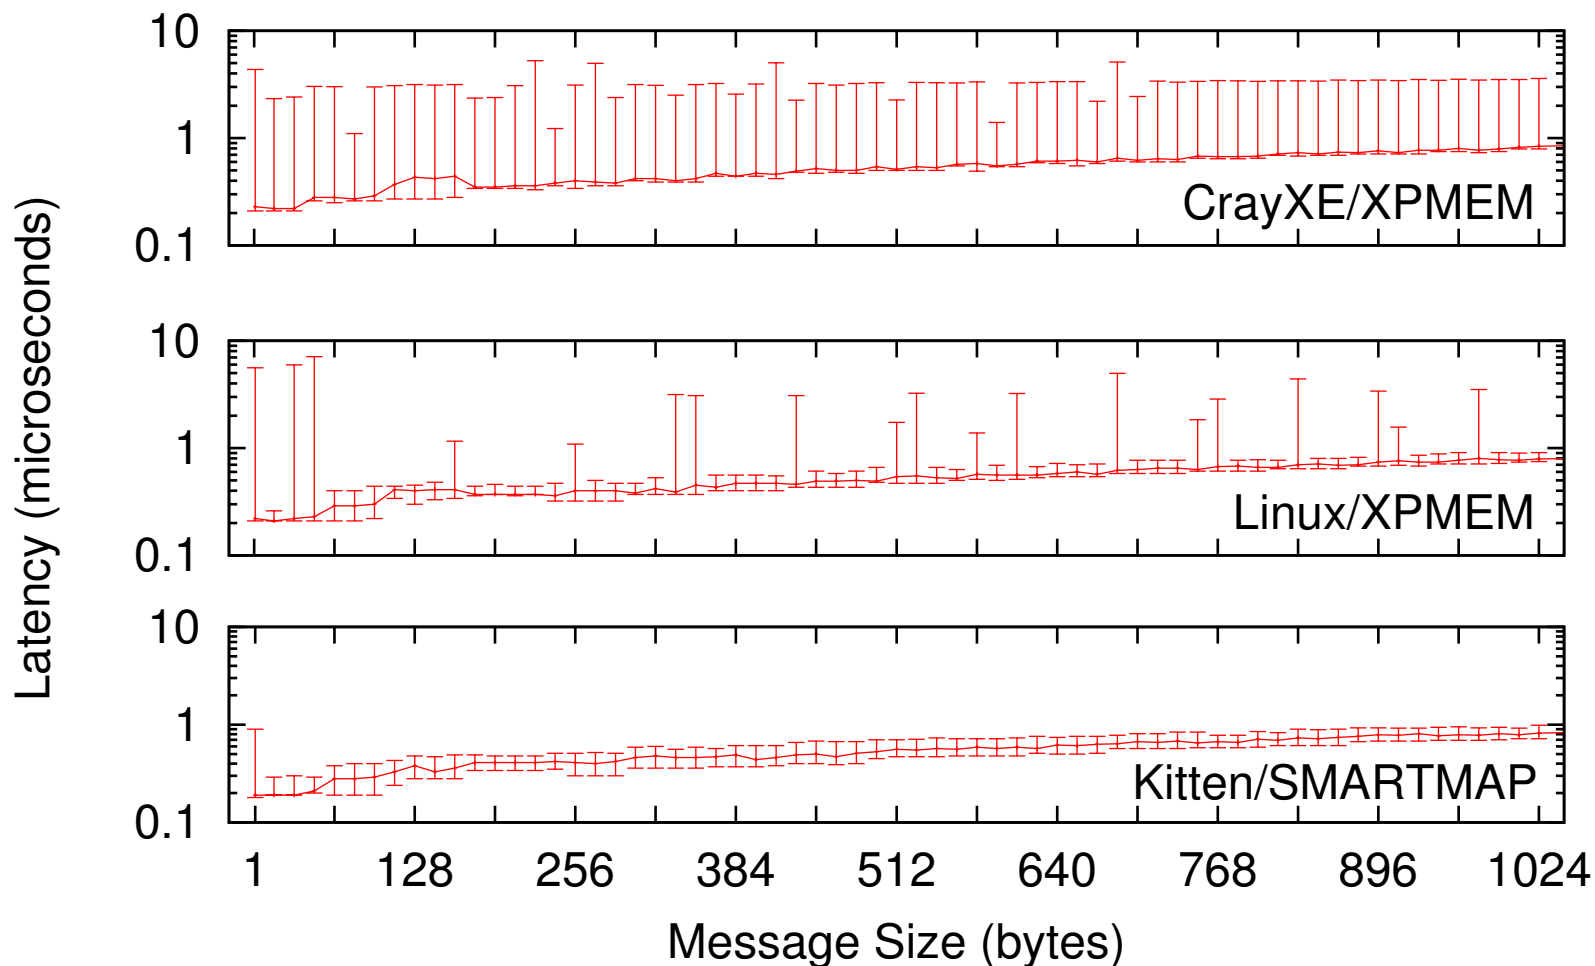 Latency (microseconds)
10
1
0.1
CrayXE/XPMEM
10
1
0.1
Linux/XPMEM
10
1
0.1
Kitten/SMARTMAP
1 128 256 384 512 640 768 896 1024
Message Size (bytes)